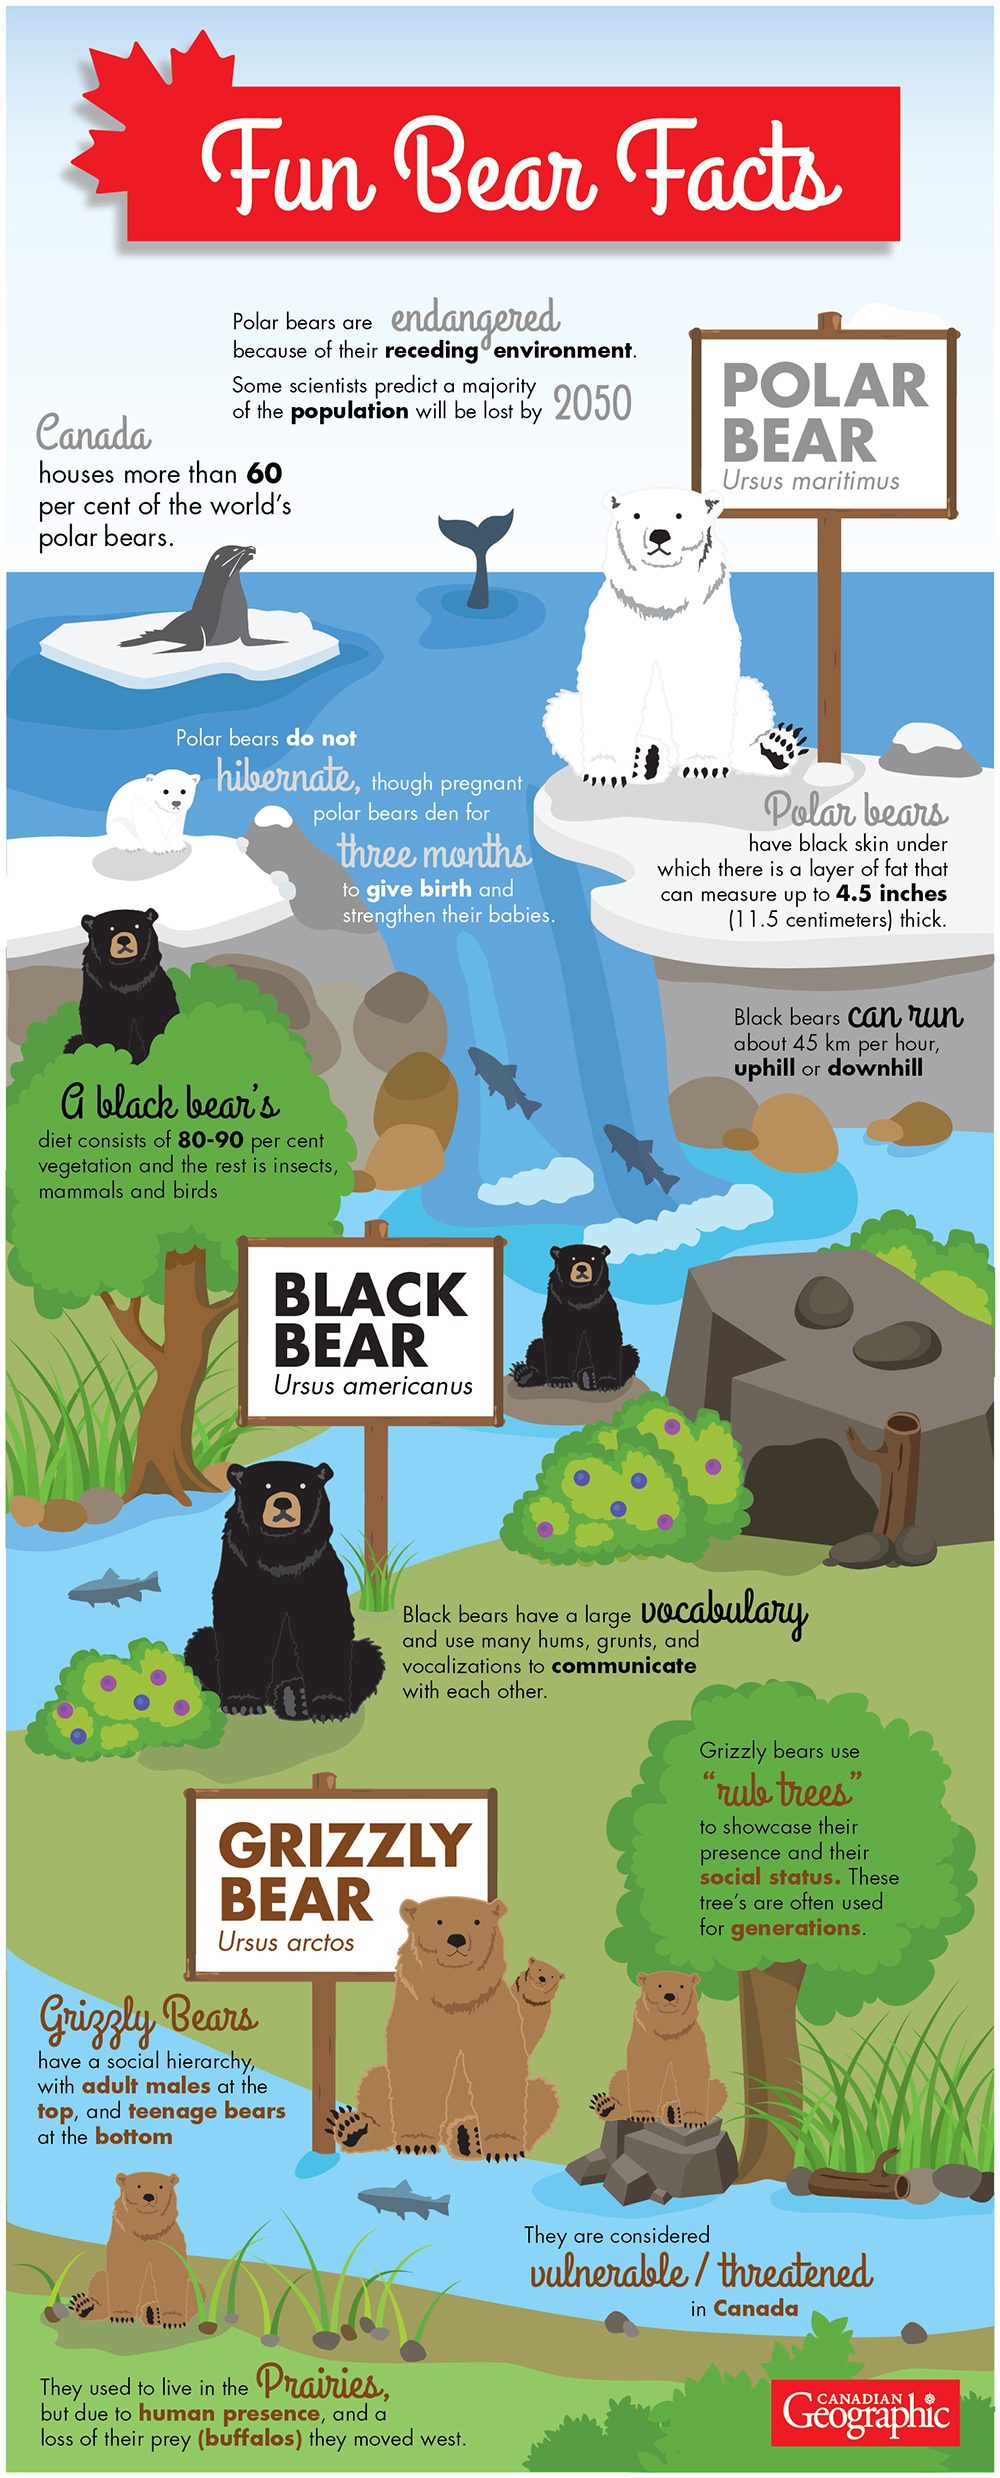 Fun Bear Facts
Polar bears are endangered
because of their receding environment.
Some scientists predict a majority
of the population will be lost by 2050
POLAR
BEAR
Ursus maritimus
Canada
houses more than 60
per cent of the world's
polar bears.
Polar bears do not
hibernate, though pregnant
polar bears den for
three months
to give birth and
strengthen their babies.
Polar bears
have black skin under
which there is a layer of fat that
can measure up to 4.5 inches
(11.5 centimeters) thick.
Black bears can run
about 45 km per hour,
uphill or downhill
A black bear's
diet consists of 80-90 per cent
vegetation and the rest is insects,
mammals and birds
BLACK
BEAR
Ursus americanus
Black bears have a large vocabulary
and use many hums, grunts, and
vocalizations to communicate
with each other.
Grizzly bears use
"rub trees"
to showcase their
presence and their
social status. These
tree's are often used
for generations.
GRIZZLY
BEAR
Ursus arctos
Grizzly Bears
have a social hierarchy,
with adult males at the
top, and teenage bears
at the bottom
They are considered
vulnerable / threatened
in Canada
They used to live in the Prairies,
but due to human presence, and a
loss of their prey (buffalos) they moved west.
CANADIAN
Geographic